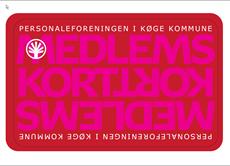 PERSONALEFORENINGEN I KØGE KOMMUNE
MEDLEMS
KORT KORT
MEDLEMS
PERSONALEFORENINGEN I KØGE KOMMUNE